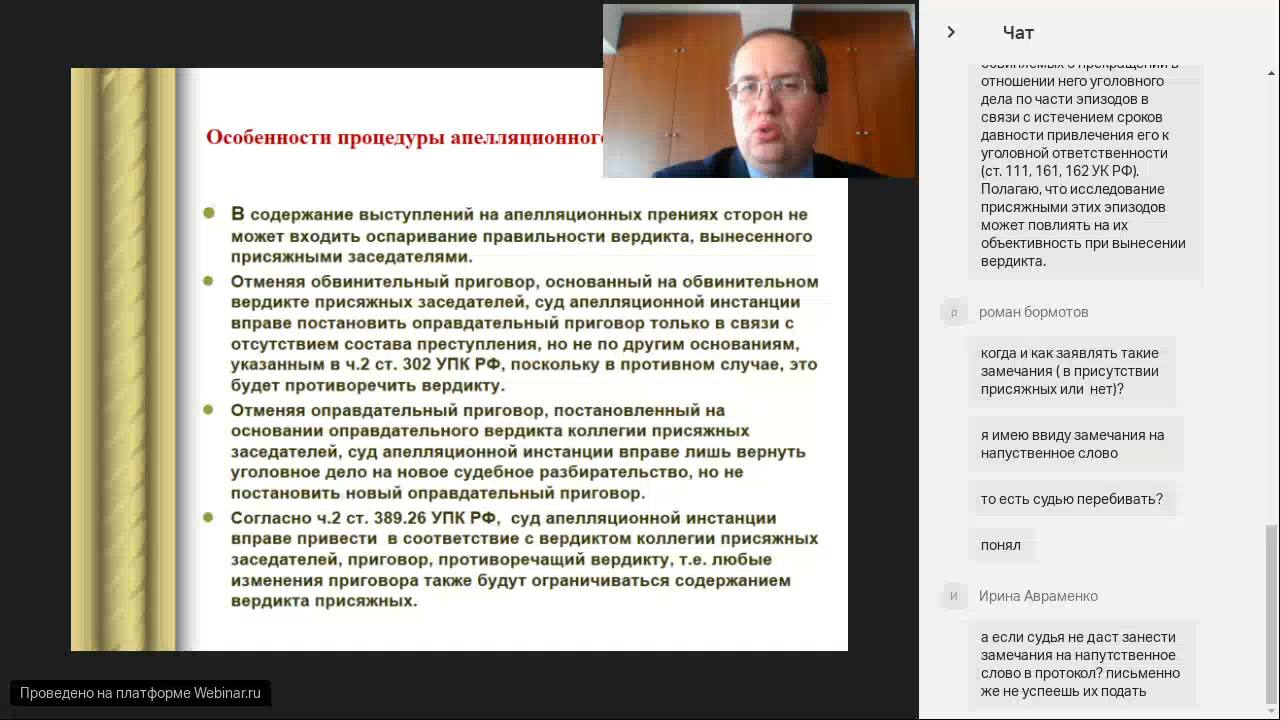 Особенности процедуры апелляционного
В содержание выступлений на апелляционных прениях сторон не
может входить оспаривание правильности вердикта, вынесенного
присяжными заседателями.
Отменяя обвинительный приговор, основанный на обвинительном
вердикте присяжных заседателей, суд апелляционной инстанции
вправе постановить оправдательный приговор только в связи с
отсутствием состава преступления, но не по другим основаниям,
указанным в ч.2 ст. 302 УПК РФ, поскольку в противном случае, это
будет противоречить вердикту.
Отменяя оправдательный приговор, постановленный на
основании оправдательного вердикта коллегии присяжных
заседателей, суд апелляционной инстанции вправе лишь вернуть
уголовное дело на новое судебное разбирательство, но не
постановить новый оправдательный приговор.
Согласно ч.2 ст. 389.26 УПК РФ, суд апелляционной инстанции
вправе привести в соответствие с вердиктом коллегии присяжных
заседателей, приговор, противоречащий вердикту, т.е. любые
изменения приговора также будут ограничиваться содержанием
вердикта присяжных.
Проведено на платформе Webinar.ru
Чат
обвиняемых о прекращении в
отношении него уголовного
дела по части эпизодов в
связи с истечением сроков
давности привлечения его к
уголовной ответственности
(ст. 111, 161, 162 УК РФ).
Полагаю, что исследование
присяжными этих эпизодов
может повлиять на их
объективность при вынесении
вердикта.
р
роман бормотов
когда и как заявлять такие
замечания ( в присутствии
присяжных или нет)?
я имею ввиду замечания на
напуственное слово
то есть судью перебивать?
понял
И
Ирина Авраменко
а если судья не даст занести
замечания на напутственное
слово в протокол? письменно
же не успеешь их подать